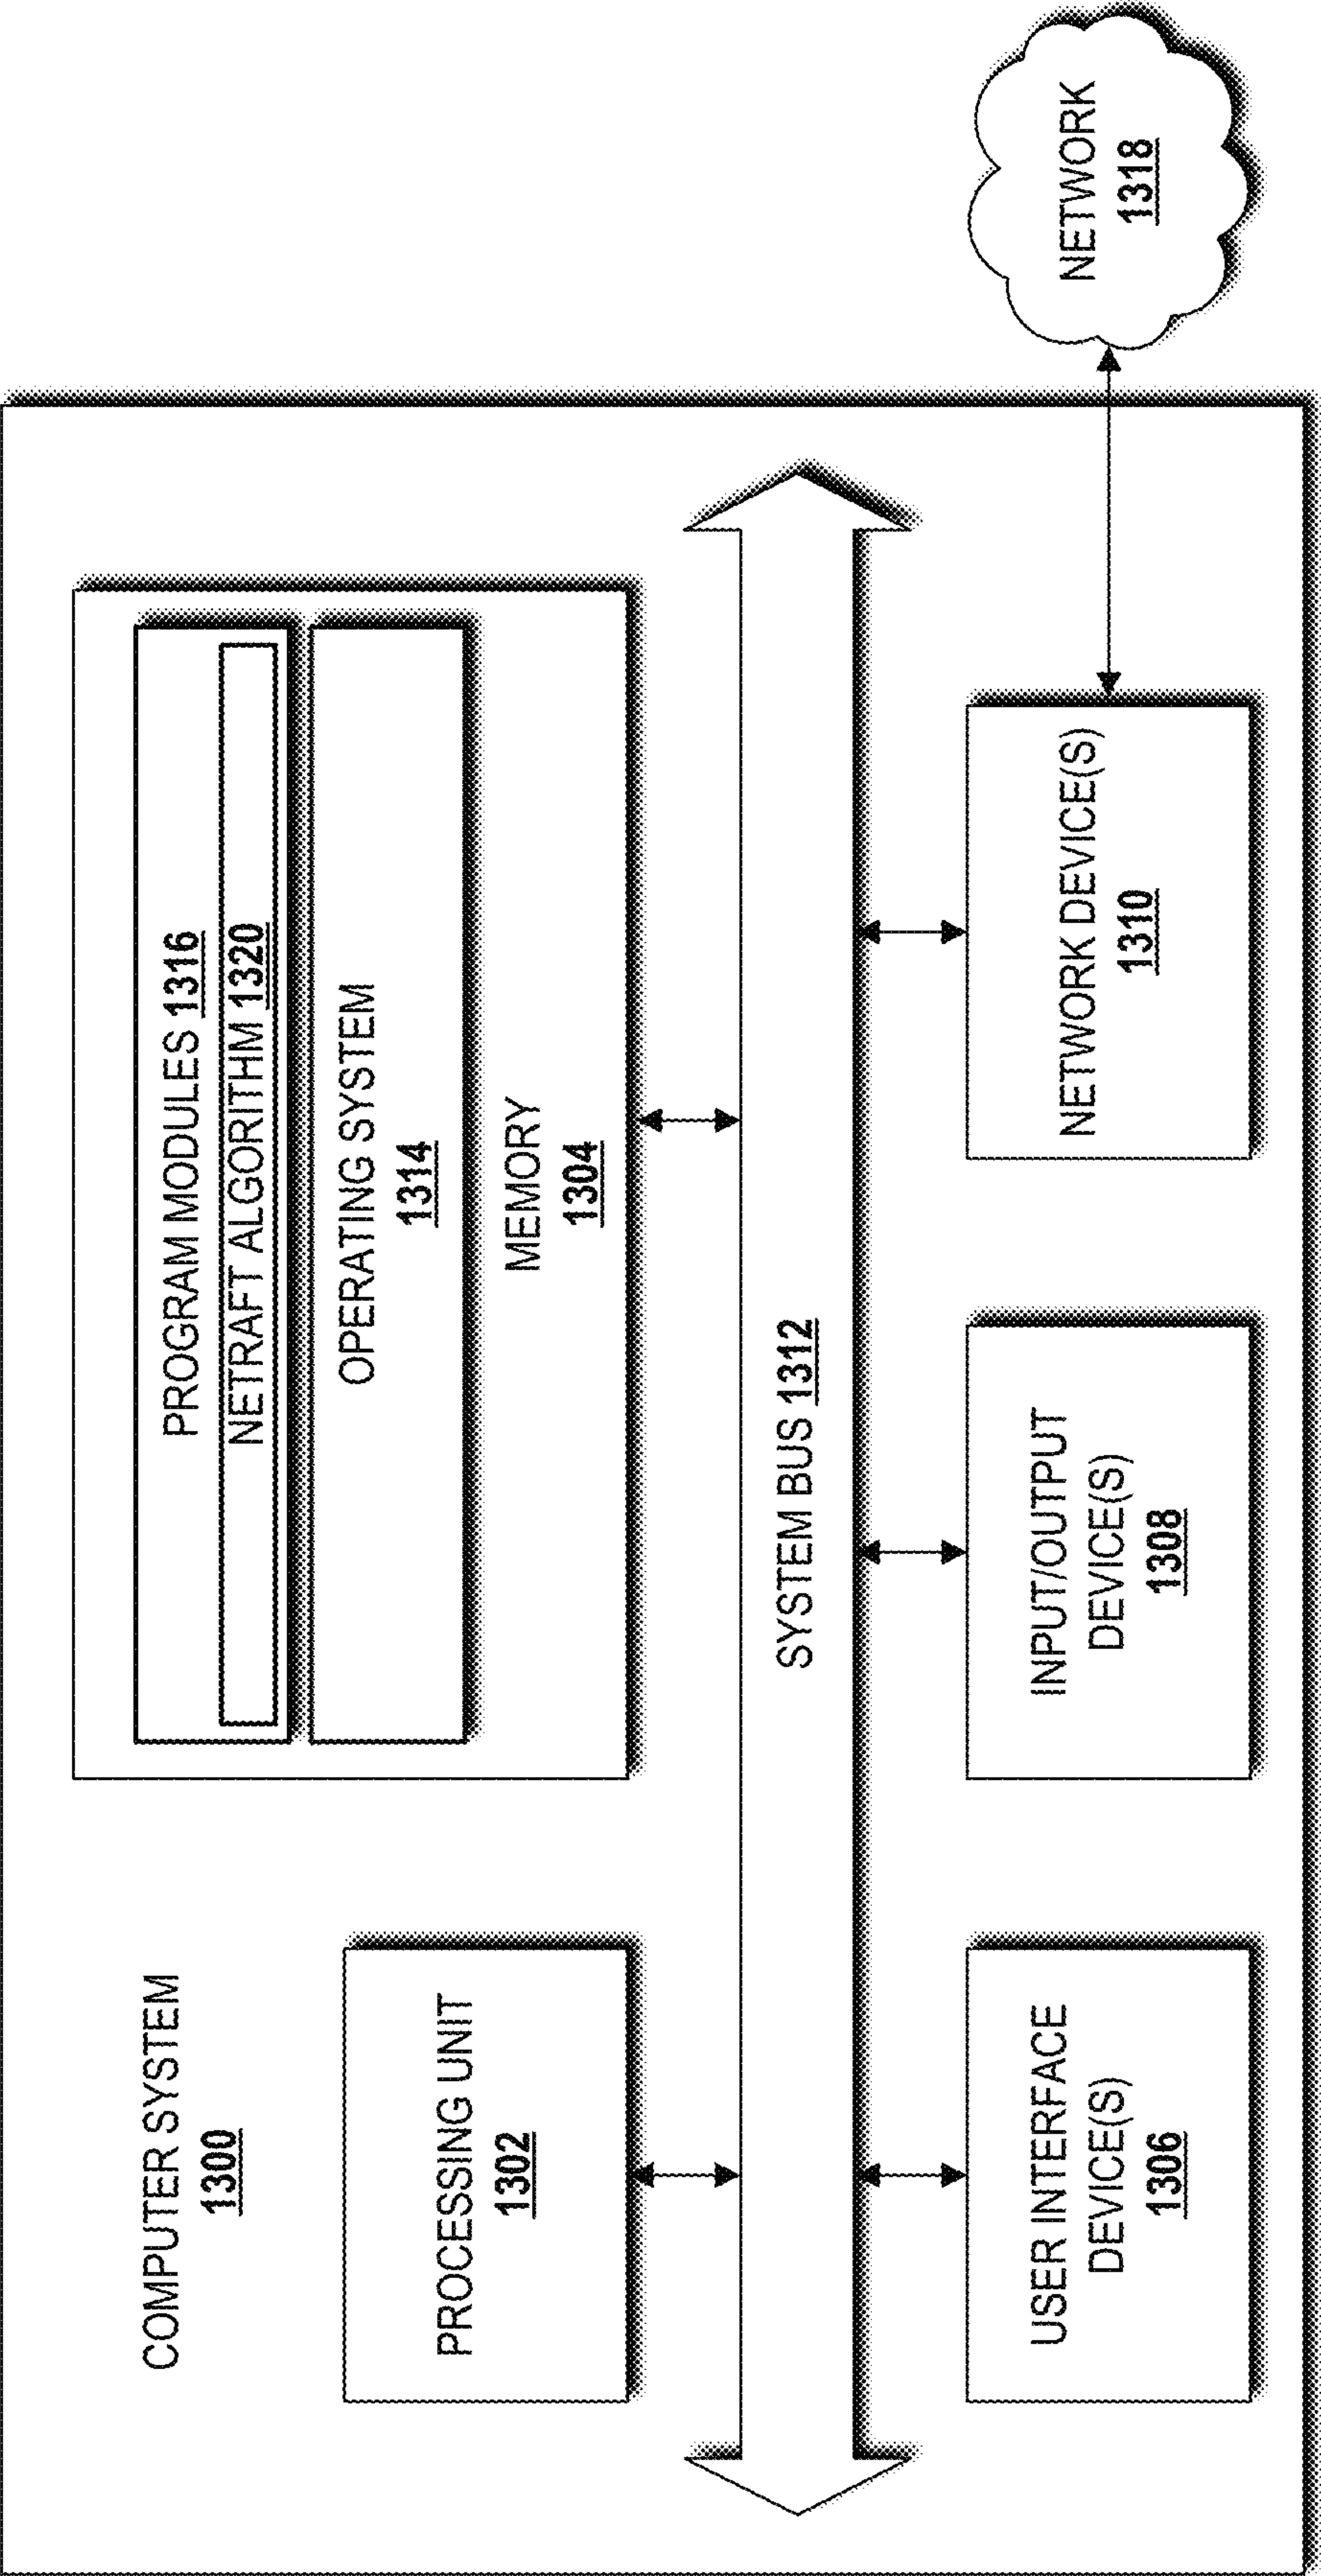 COMPUTER SYSTEM
1300
PROCESSING UNIT
1302
PROGRAM MODULES 1316
NETRAFT ALGORITHM 1320
OPERATING SYSTEM
1314
MEMORY
1304
SYSTEM BUS 1312
USER INTERFACE
DEVICE(S)
1306
INPUT/OUTPUT
DEVICE(S)
1308
NETWORK DEVICE(S)
1310
NETWORK
1318